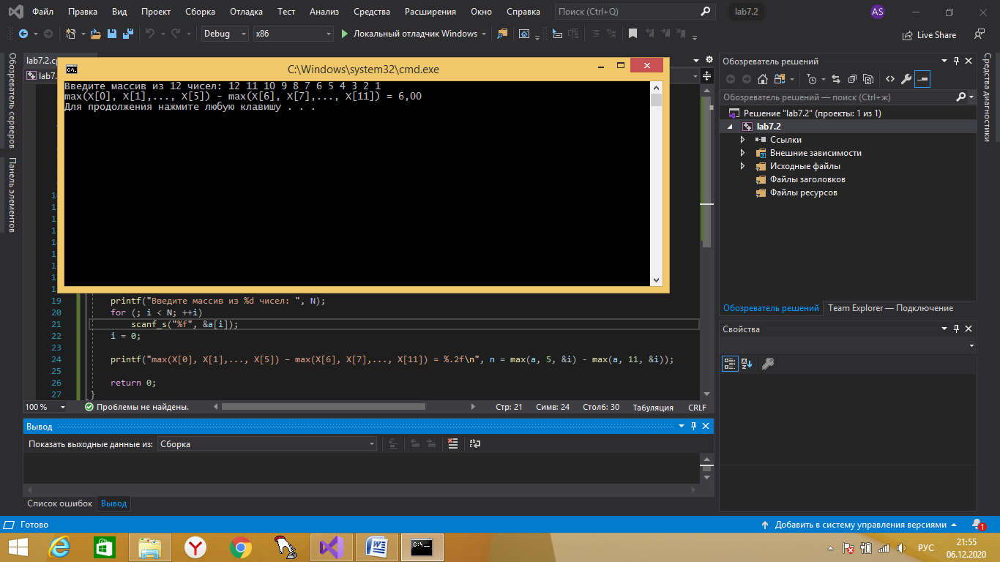 Файл Правка Вид Проект Сборка Отладка Тест Анализ Средства Расширения Окно Справка Поиск (Ctrl+Q) lab7.2 AS
Debug x86 Локальный отладчик Windows Live Share
Обозреватель серверов
Панель элементов
lab7.2.cp
lab7.
C:\Windows\system32\cmd.exe
Введите массив из 12 чисел: 12 11 10 9 8 7 6 5 4 3 2 1
max(X[0], X[1],..., X[5]) - max(X[6], X[7],..., X[11]) = 6,00
Для продолжения нажмите любую клавишу . . .
19 printf("Введите массив из %d чисел: ", N);
20 for (; i < N; ++i)
21 scanf_s("%f", &a[i]);
22 i = 0;
23
24 printf("max(X[0], X[1],..., X[5]) – max(X[6], X[7],..., X[11]) = %.2f\n", n = max(a, 5, &i) - max(a, 11, &i));
25
26 return 0;
27 }
100 % Проблемы не найдены. Стр: 21 Симв: 24 Столб: 30 Табуляция CRLF
Вывод
Показать выходные данные из: Сборка
Список ошибок Вывод
Обозреватель решений
Обозреватель решений — поиск (Ctrl+ж)
Решение "lab7.2" (проекты: 1 из 1)
lab7.2
Ссылки
Внешние зависимости
Исходные файлы
Файлы заголовков
Файлы ресурсов
Обозреватель решений Team Explorer — Подключение
Свойства
Средства диагностики
Готово Добавить в систему управления версиями 1
РУС 21:55
06.12.2020